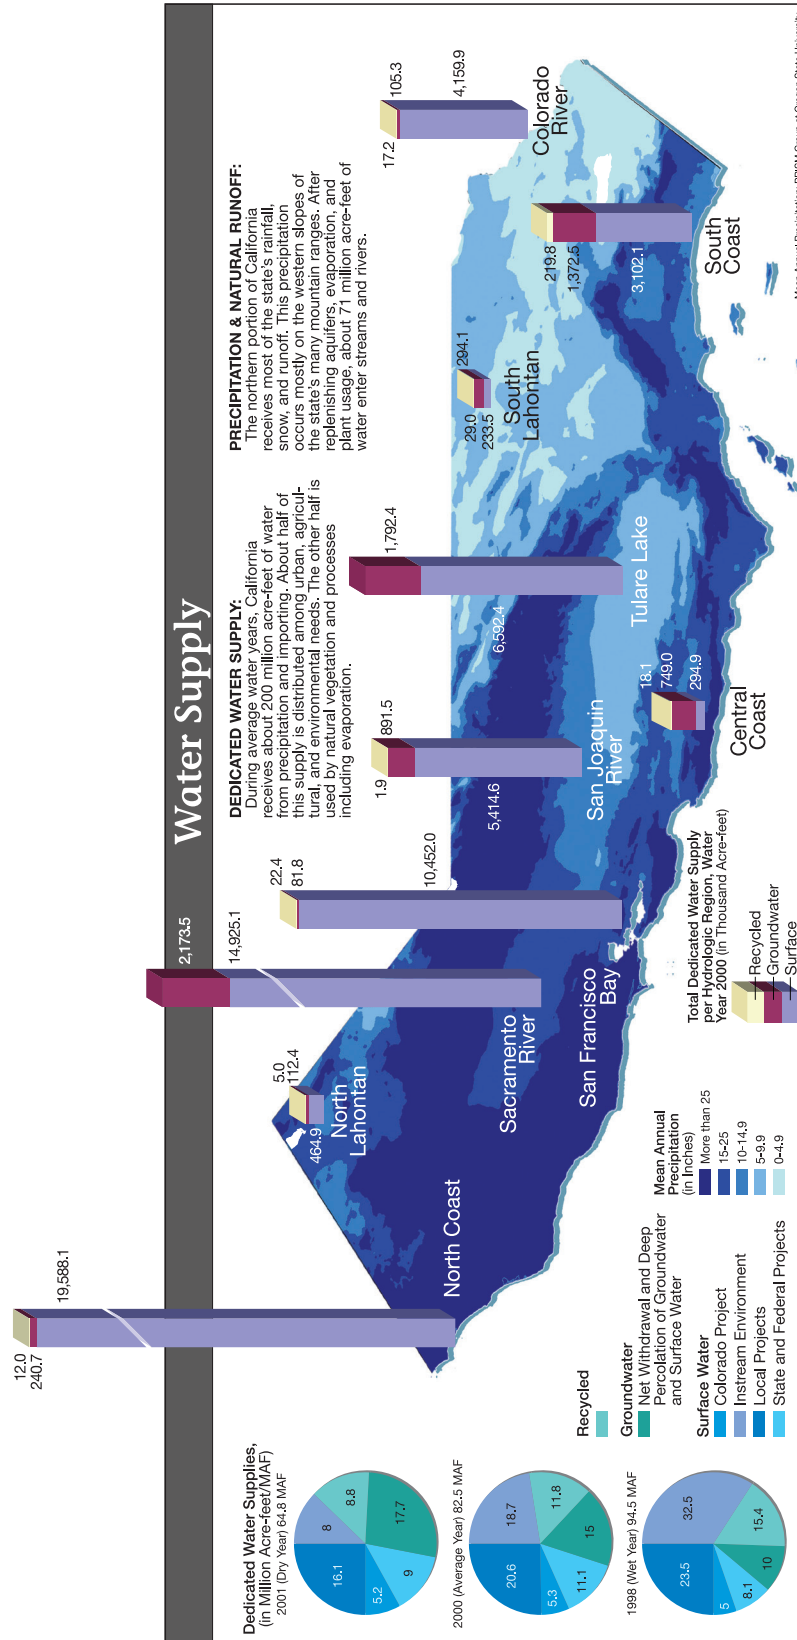 Water Supply
DEDICATED WATER SUPPLY:
During average water years, California
receives about 200 million acre-feet of water
from precipitation and importing. About half of
this supply is distributed among urban, agricul-
tural, and environmental needs. The other half is
used by natural vegetation and processes
including evaporation.
PRECIPITATION & NATURAL RUNOFF:
The northern portion of California
receives most of the state's rainfall,
snow, and runoff. This precipitation
occurs mostly on the western slopes of
the state's many mountain ranges. After
replenishing aquifers, evaporation, and
plant usage, about 71 million acre-feet of
water enter streams and rivers.
12.0
240.7
19,588.1
North Coast
5.0
112.4
464.9
North
Lahontan
2,173.5
14,925.1
Sacramento
River
22.4
81.8
10,452.0
San Francisco
Bay
1.9
891.5
5,414.6
San Joaquin
River
18.1
749.0
294.9
Central
Coast
1,792.4
6,592.4
Tulare Lake
29.0
294.1
233.5
South
Lahontan
219.8
1,372.5
3,102.1
South
Coast
17.2
105.3
4,159.9
Colorado
River
Dedicated Water Supplies,
(in Million Acre-feet/MAF)
2001 (Dry Year) 64.8 MAF
8
8.8
17.7
9
5.2
16.1
2000 (Average Year) 82.5 MAF
18.7
11.8
15
11.1
5.3
20.6
1998 (Wet Year) 94.5 MAF
32.5
15.4
10
8.1
5
23.5
Recycled
Groundwater
Net Withdrawal and Deep
Percolation of Groundwater
and Surface Water
Surface Water
Colorado Project
Instream Environment
Local Projects
State and Federal Projects
Mean Annual
Precipitation
(in Inches)
More than 25
15-25
10-14.9
5-9.9
0-4.9
Total Dedicated Water Supply
per Hydrologic Region, Water
Year 2000 (in Thousand Acre-feet)
Recycled
Groundwater
Surface